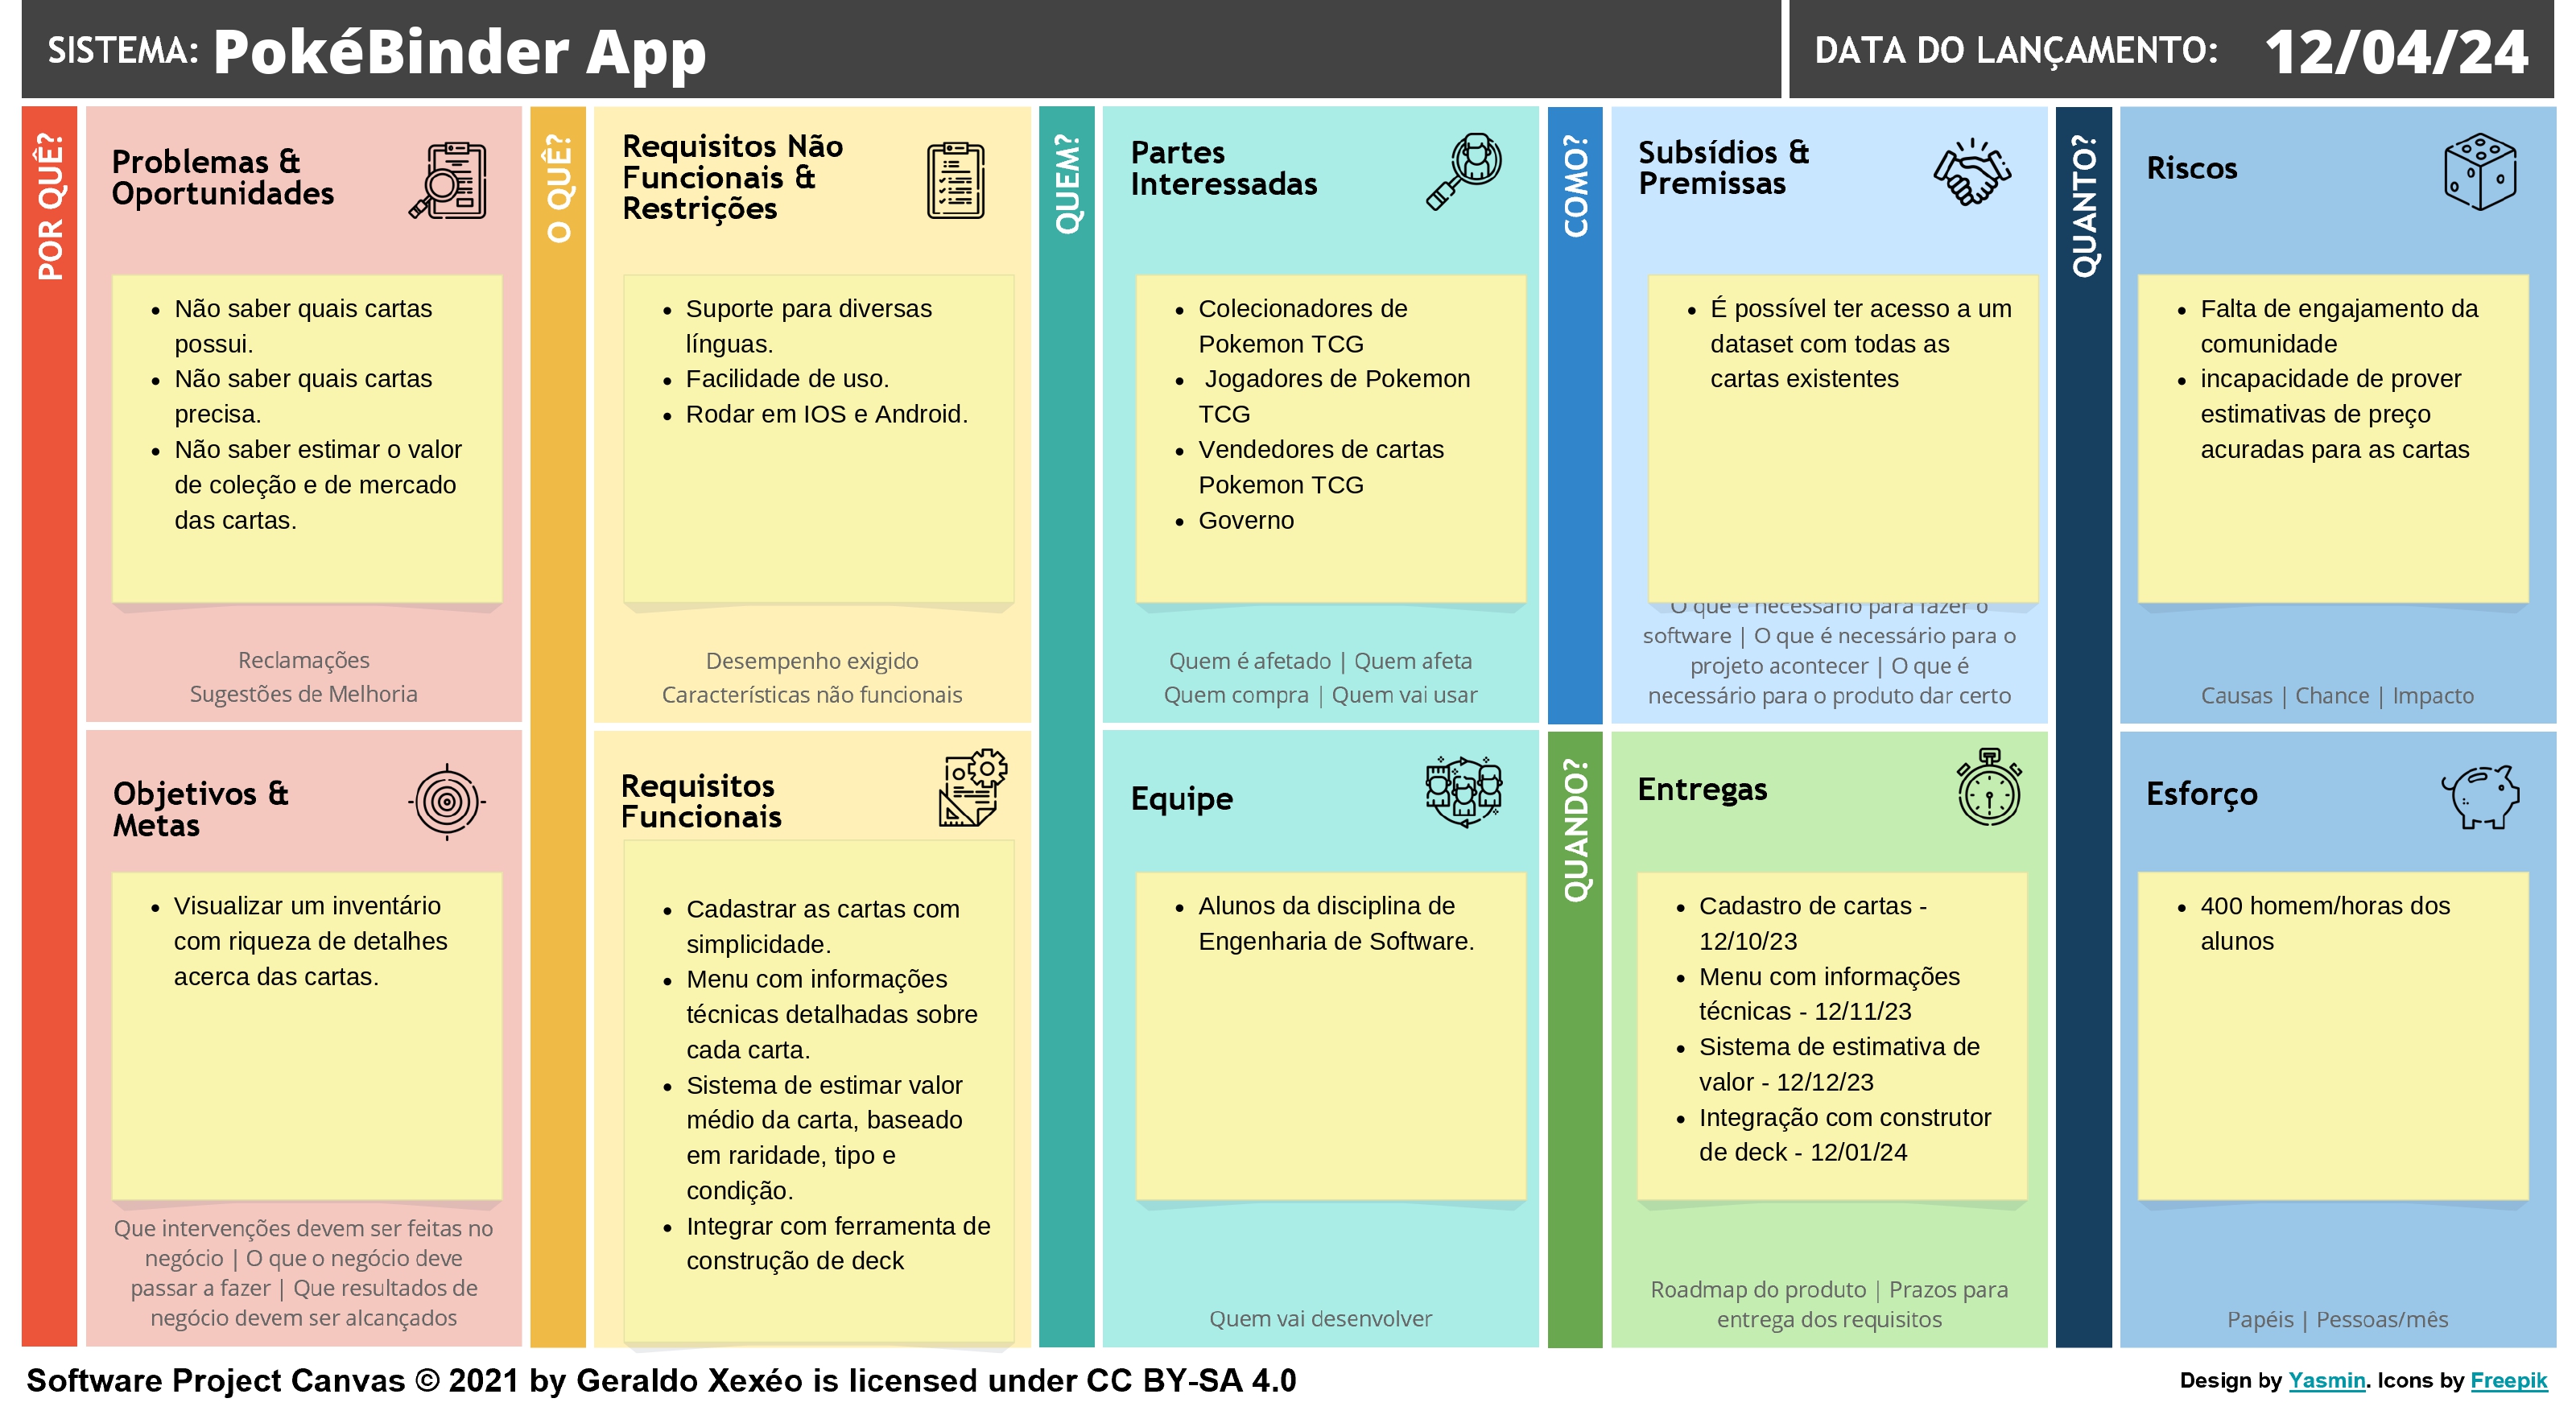 SISTEMA: PokéBinder App
DATA DO LANÇAMENTO: 12/04/24
POR QUÊ?
Problemas &
Oportunidades
• Não saber quais cartas
possui.
• Não saber quais cartas
precisa.
• Não saber estimar o valor
de coleção e de mercado
das cartas.
Reclamações
Sugestões de Melhoria
Objetivos &
Metas
• Visualizar um inventário
com riqueza de detalhes
acerca das cartas.
Que intervenções devem ser feitas no
negócio | O que o negócio deve
passar a fazer | Que resultados de
negócio devem ser alcançados
O QUÊ?
Requisitos Não
Funcionais &
Restrições
• Suporte para diversas
línguas.
• Facilidade de uso.
• Rodar em IOS e Android.
Desempenho exigido
Características não funcionais
Requisitos
Funcionais
• Cadastrar as cartas com
simplicidade.
• Menu com informações
técnicas detalhadas sobre
cada carta.
• Sistema de estimar valor
médio da carta, baseado
em raridade, tipo e
condição.
• Integrar com ferramenta de
construção de deck
QUEM?
Partes
Interessadas
• Colecionadores de
Pokemon TCG
• Jogadores de Pokemon
TCG
• Vendedores de cartas
Pokemon TCG
• Governo
Quem é afetado | Quem afeta
Quem compra | Quem vai usar
Equipe
• Alunos da disciplina de
Engenharia de Software.
Quem vai desenvolver
COMO?
Subsídios &
Premissas
• É possível ter acesso a um
dataset com todas as
cartas existentes
O que é necessário para fazer o
software | O que é necessário para o
projeto acontecer | O que é
necessário para o produto dar certo
QUANDO?
Entregas
• Cadastro de cartas -
12/10/23
• Menu com informações
técnicas - 12/11/23
• Sistema de estimativa de
valor - 12/12/23
• Integração com construtor
de deck - 12/01/24
Roadmap do produto | Prazos para
entrega dos requisitos
QUANTO?
Riscos
• Falta de engajamento da
comunidade
• incapacidade de prover
estimativas de preço
acuradas para as cartas
Causas | Chance | Impacto
Esforço
• 400 homem/horas dos
alunos
Papéis | Pessoas/mês
Software Project Canvas © 2021 by Geraldo Xexéo is licensed under CC BY-SA 4.0
Design by Yasmin. Icons by Freepik